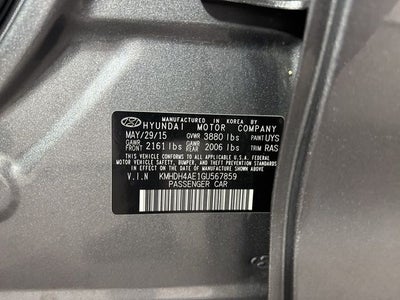 MANUFACTURED IN KOREA BY
HYUNDAI MOTOR COMPANY
MAY/29/15 GVWR 3880 lbs PAINT UYS
GAWR FRONT 2161 lbs GAWR REAR 2006 lbs TRIM RAS
THIS VEHICLE CONFORMS TO ALL APPLICABLE U.S.A FEDERAL
MOTOR VEHICLE SAFETY, BUMPER, AND THEFT PREVENTION STANDARDS
IN EFFECT ON THE DATE OF MANUFACTURE SHOWN ABOVE.
V.I.N KMHDH4AE1GU567859
PASSENGER CAR